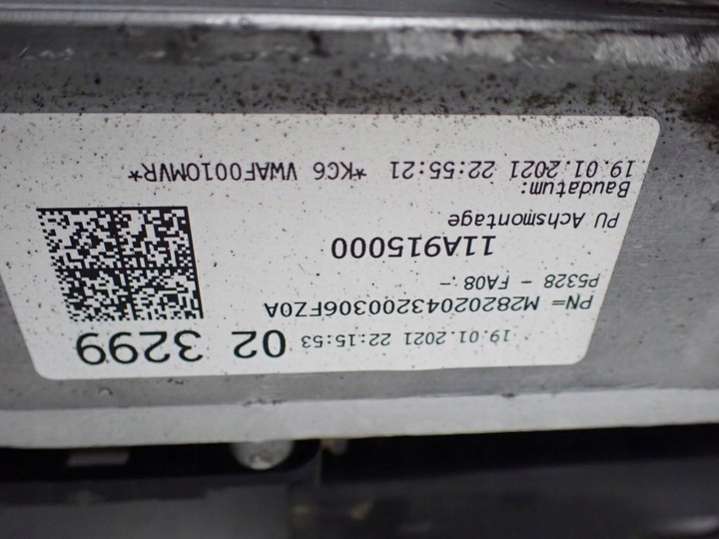 19.01.2021 22:15:53 02 3299
PN= M28202043200306FZ0A
P5328 - FA08 -
11A915000
PU Achsmontage
Baudatum:
19.01.2021 22:55:21 *KC6 VWAF0010MVR*